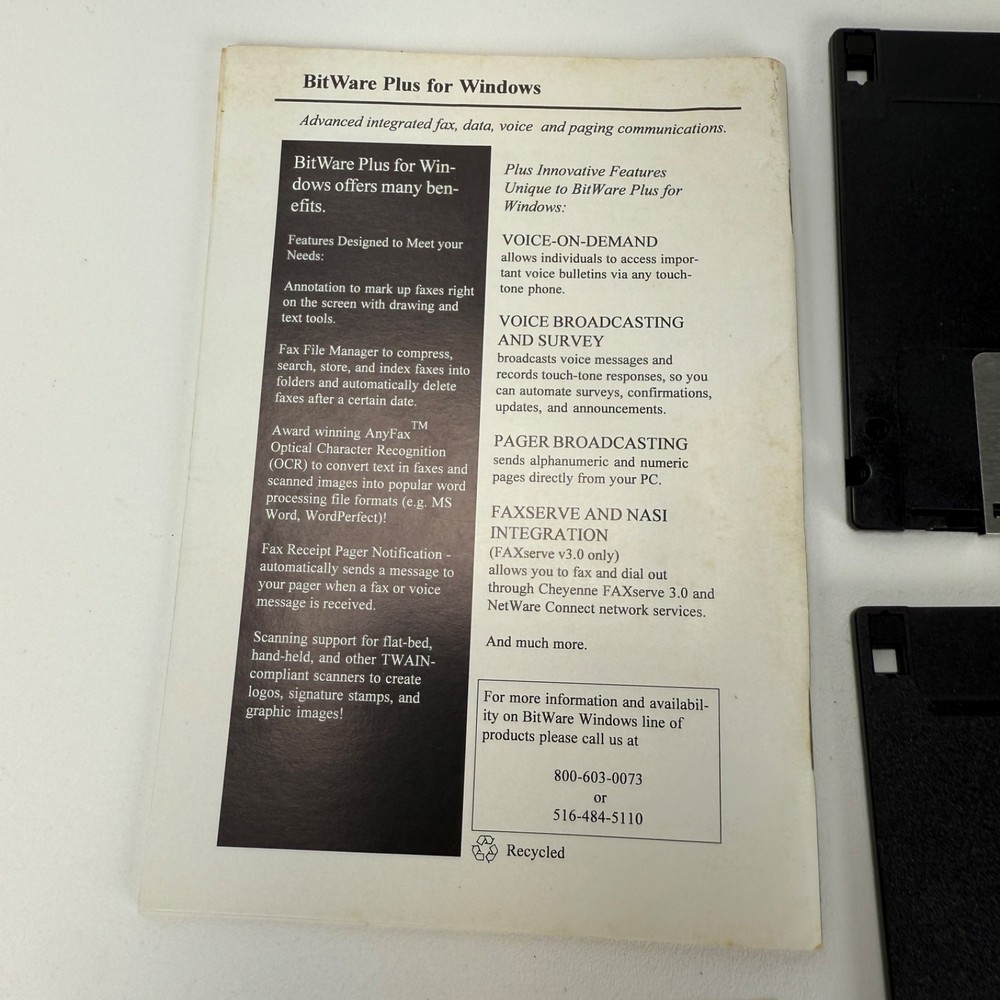 BitWare Plus for Windows
Advanced integrated fax, data, voice and paging communications.
BitWare Plus for Win-
dows offers many ben-
efits.
Features Designed to Meet your
Needs:
Annotation to mark up faxes right
on the screen with drawing and
text tools.
Fax File Manager to compress,
search, store, and index faxes into
folders and automatically delete
faxes after a certain date.
Award winning AnyFax™
Optical Character Recognition
(OCR) to convert text in faxes and
scanned images into popular word
processing file formats (e.g. MS
Word, WordPerfect)!
Fax Receipt Pager Notification -
automatically sends a message to
your pager when a fax or voice
message is received.
Scanning support for flat-bed,
hand-held, and other TWAIN-
compliant scanners to create
logos, signature stamps, and
graphic images!
Plus Innovative Features
Unique to BitWare Plus for
Windows:
VOICE-ON-DEMAND
allows individuals to access impor-
tant voice bulletins via any touch-
tone phone.
VOICE BROADCASTING
AND SURVEY
broadcasts voice messages and
records touch-tone responses, so you
can automate surveys, confirmations,
updates, and announcements.
PAGER BROADCASTING
sends alphanumeric and numeric
pages directly from your PC.
FAXSERVE AND NASI
INTEGRATION
(FAXserve v3.0 only)
allows you to fax and dial out
through Cheyenne FAXserve 3.0 and
NetWare Connect network services.
And much more.
For more information and availabil-
ity on BitWare Windows line of
products please call us at
800-603-0073
or
516-484-5110
Recycled